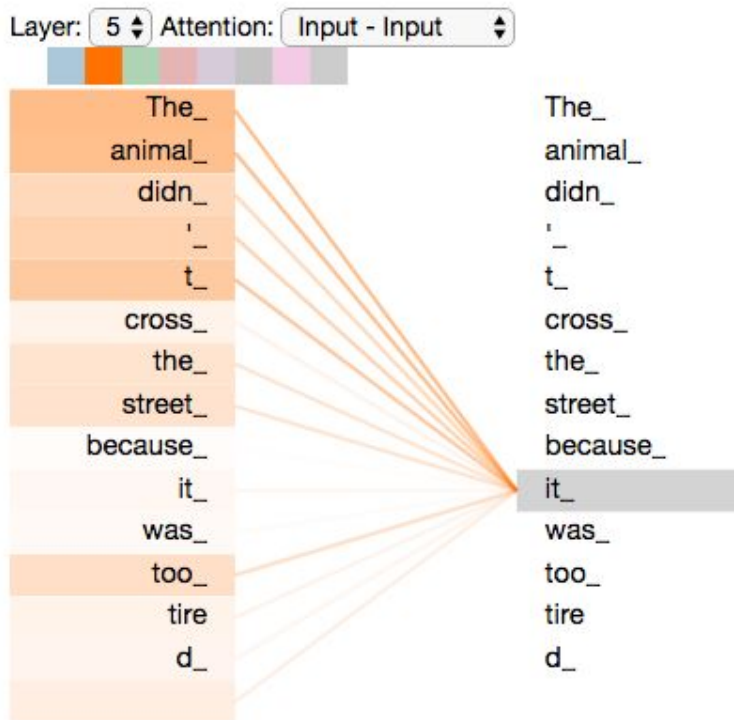 Layer: 5 Attention: Input - Input
The_ The_
animal_ animal_
didn_ didn_
'_ '_
t_ t_
cross_ cross_
the_ the_
street_ street_
because_ because_
it_ it_
was_ was_
too_ too_
tire tire
d_ d_